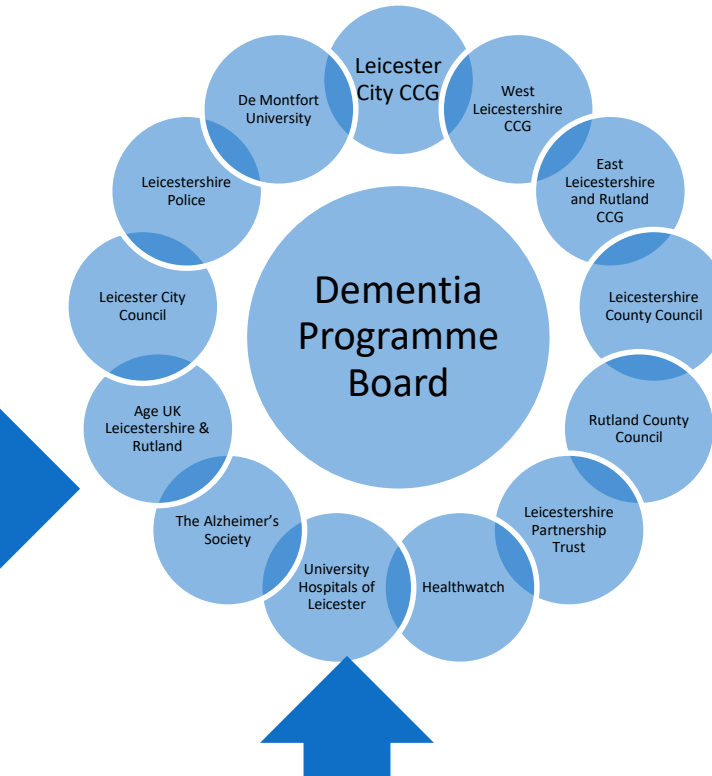 Leicester
City CCG
West
Leicestershire
CCG
East
Leicestershire
and Rutland
CCG
Leicestershire
County Council
Rutland County
Council
Leicestershire
Partnership
Trust
Healthwatch
University
Hospitals of
Leicester
The Alzheimer’s
Society
Age UK
Leicestershire &
Rutland
Leicester City
Council
Leicestershire
Police
De Montfort
University
Dementia
Programme
Board